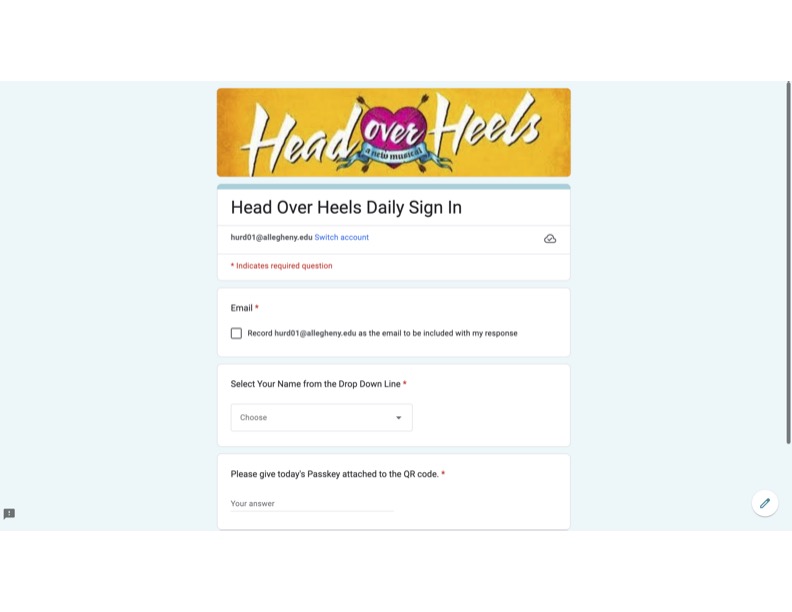 Head over Heels
a new musical
Head Over Heels Daily Sign In
hurd01@allegheny.edu Switch account
* Indicates required question
Email *
Record hurd01@allegheny.edu as the email to be included with my response
Select Your Name from the Drop Down Line *
Choose
Please give today's Passkey attached to the QR code. *
Your answer